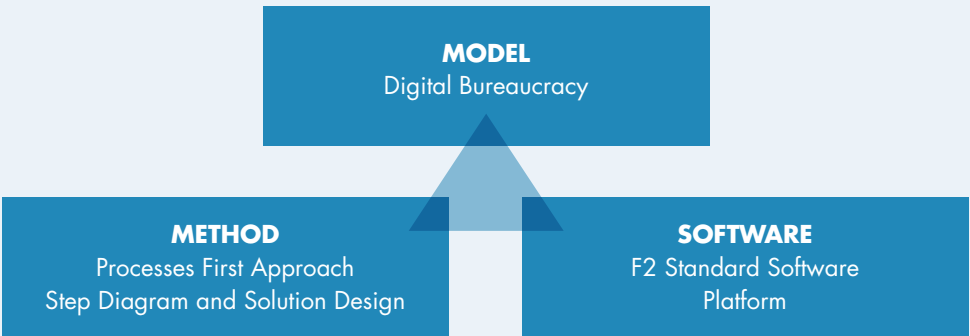 MODEL
Digital Bureaucracy
METHOD
Processes First Approach
Step Diagram and Solution Design
SOFTWARE
F2 Standard Software
Platform